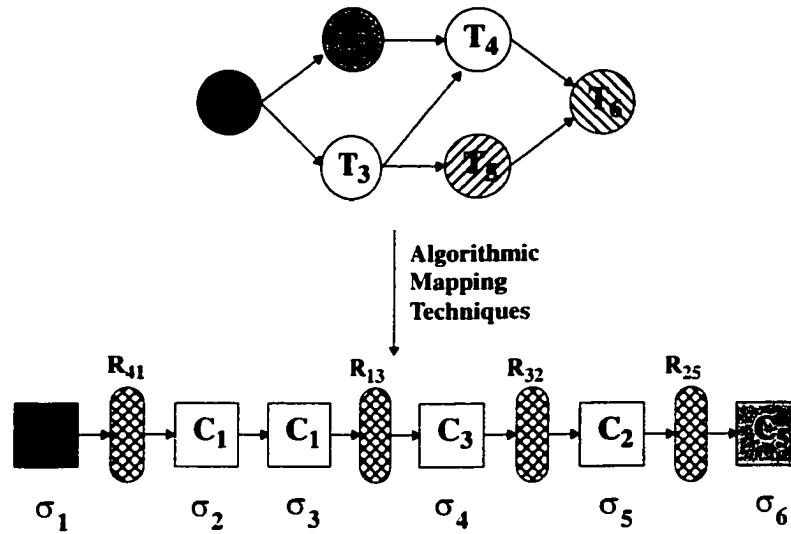 T4
T6
T3
T5
Algorithmic
Mapping
Techniques
R41
R13
R32
R25
C1
C1
C3
C2
σ1
σ2
σ3
σ4
σ5
σ6